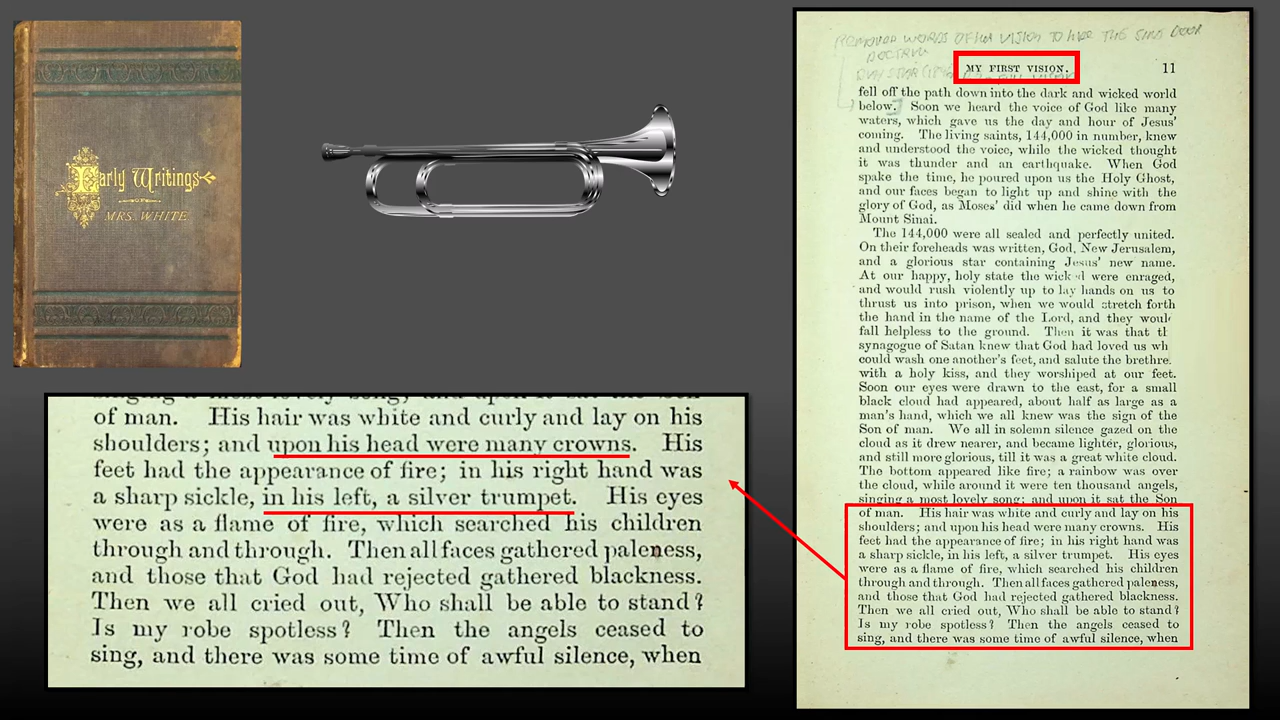 Early Writings
OF
MRS. WHITE.
REMOVED WORDS OF VISION TO THE DOOR
MY FIRST VISION. 11
fell off the path down into the dark and wicked world
below. Soon we heard the voice of God like many
waters, which gave us the day and hour of Jesus'
coming. The living saints, 144,000 in number, knew
and understood the voice, while the wicked thought
it was thunder and an earthquake. When God
spake the time, he poured upon us the Holy Ghost,
and our faces began to light up and shine with the
glory of God, as Moses' did when he came down from
Mount Sinai.
The 144,000 were all sealed and perfectly united.
On their foreheads was written, God, New Jerusalem,
and a glorious star containing Jesus' new name.
At our happy, holy state the wick d were enraged,
and would rush violently up to lay hands on us to
thrust us into prison, when we would stretch forth
the hand in the name of the Lord, and they woul
fall helpless to the ground. Then it was that t
synagogue of Satan knew that God had loved us wh
could wash one another's feet, and salute the brethre
with a holy kiss, and they worshiped at our feet.
Soon our eyes were drawn to the east, for a small
black cloud had appeared, about half as large as a
man's hand, which we all knew was the sign of the
Son of man. We all in solemn silence gazed on the
cloud as it drew nearer, and became lighter, glorious,
and still more glorious, till it was a great white cloud.
The bottom appeared like fire; a rainbow was over
the cloud, while around it were ten thousand angels,
singing a most lovely song; and upon it sat the Son
of man. His hair was white and curly and lay on his
shoulders; and upon his head were many crowns. His
feet had the appearance of fire; in his right hand was
a sharp sickle, in his left, a silver trumpet. His eyes
were as a flame of fire, which searched his children
through and through. Then all faces gathered paleness,
and those that God had rejected gathered blackness.
Then we all cried out, Who shall be able to stand?
Is my robe spotless? Then the angels ceased to
sing, and there was some time of awful silence, when
singing a most lovely song; and upon it sat the Son
of man. His hair was white and curly and lay on his
shoulders; and upon his head were many crowns. His
feet had the appearance of fire; in his right hand was
a sharp sickle, in his left, a silver trumpet. His eyes
were as a flame of fire, which searched his children
through and through. Then all faces gathered paleness,
and those that God had rejected gathered blackness.
Then we all cried out, Who shall be able to stand?
Is my robe spotless? Then the angels ceased to
sing, and there was some time of awful silence, when